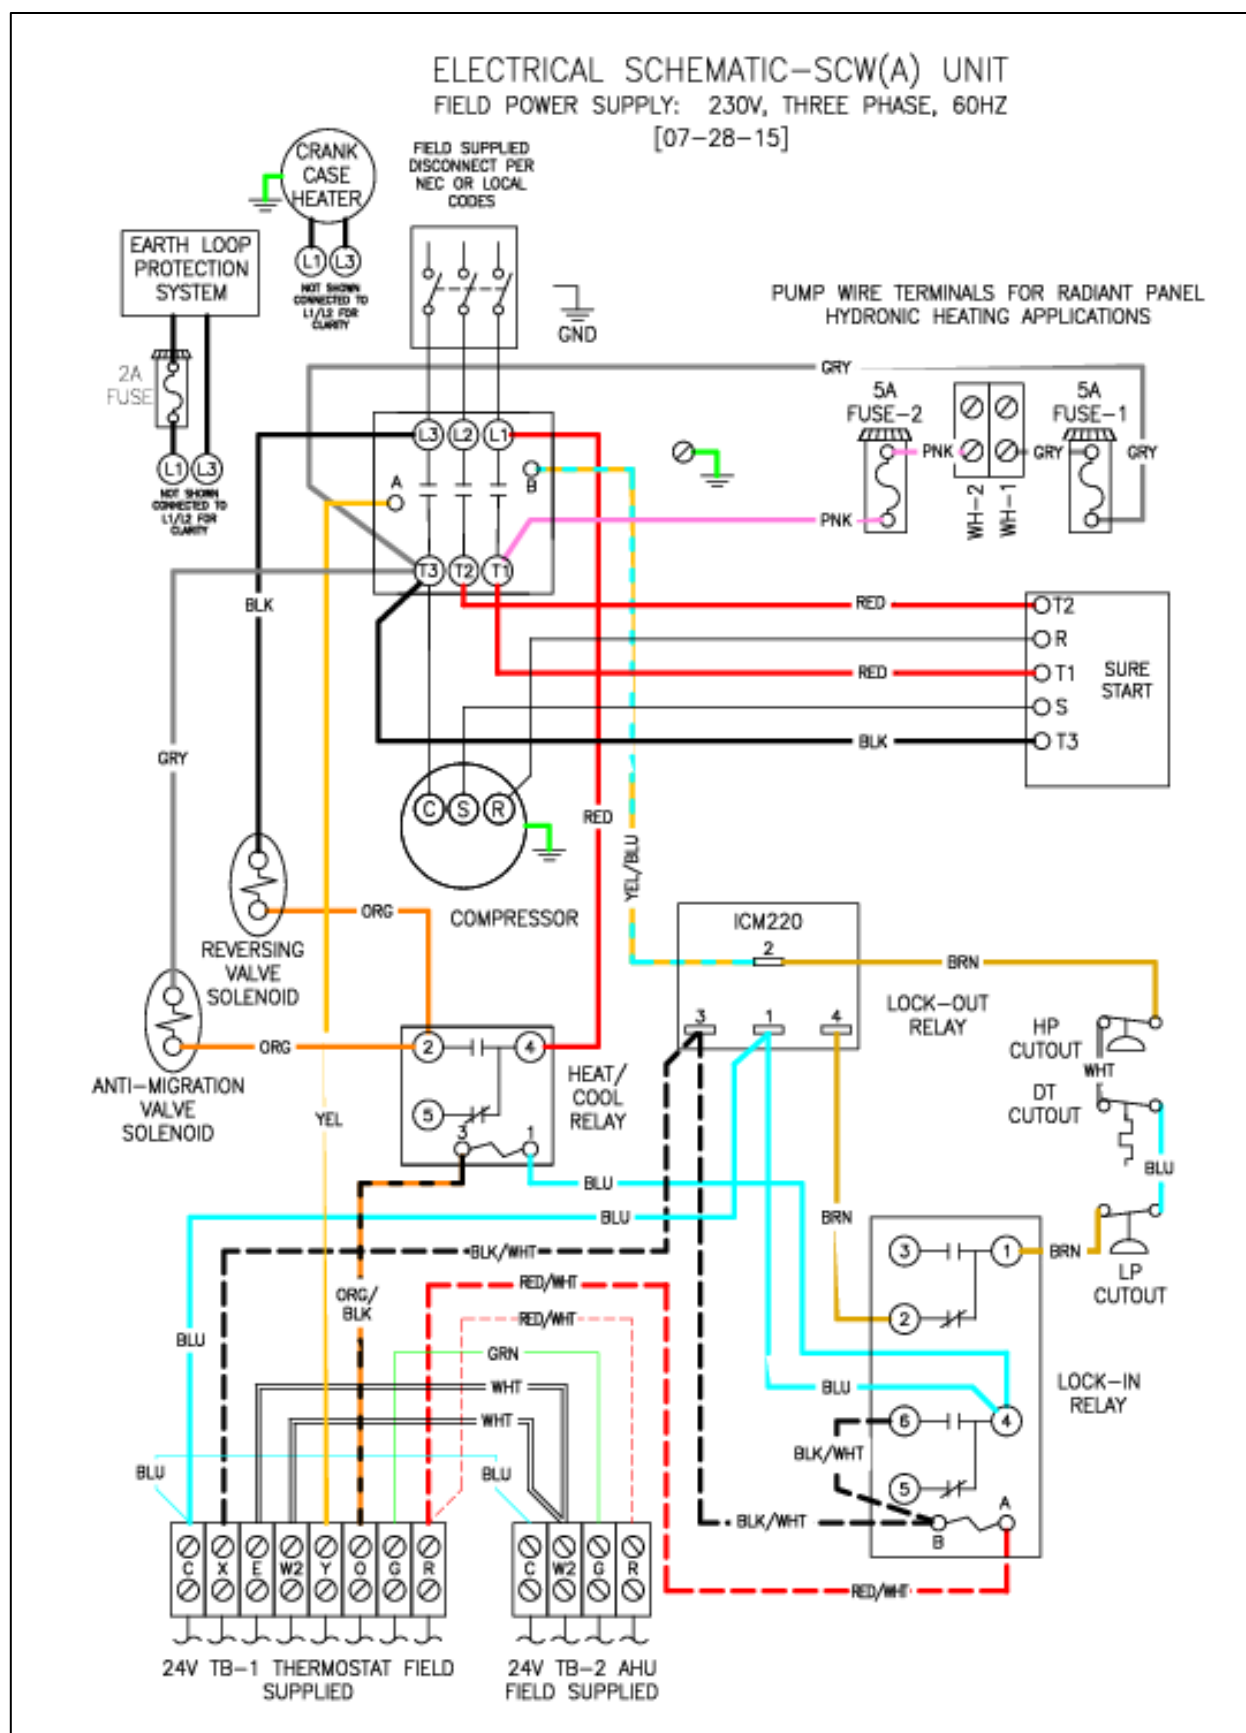 ELECTRICAL SCHEMATIC-SCW(A) UNIT
FIELD POWER SUPPLY: 230V, THREE PHASE, 60HZ
[07-28-15]
CRANK
CASE
HEATER
L1 L3
NOT SHOWN
CONNECTED TO
L1/L2 FOR
CLARITY
FIELD SUPPLIED
DISCONNECT PER
NEC OR LOCAL
CODES
GND
EARTH LOOP
PROTECTION
SYSTEM
2A
FUSE
L1 L3
NOT SHOWN
CONNECTED TO
L1/L2 FOR
CLARITY
PUMP WIRE TERMINALS FOR RADIANT PANEL
HYDRONIC HEATING APPLICATIONS
GRY
5A
FUSE-2
5A
FUSE-1
PNK
GRY
GRY
WH-2
WH-1
PNK
L3 L2 L1
A
B
T3 T2 T1
BLK
GRY
RED
RED
BLK
T2
R
T1
S
T3
SURE
START
C S R
COMPRESSOR
RED
YEL/BLU
REVERSING
VALVE
SOLENOID
ORG
ANTI-MIGRATION
VALVE
SOLENOID
ORG
YEL
2 4
5
3 1
HEAT/
COOL
RELAY
ICM220
2
3 1 4
LOCK-OUT
RELAY
BRN
HP
CUTOUT
WHT
DT
CUTOUT
BLU
LP
CUTOUT
BRN
BLU
BLU
BRN
BLK/WHT
ORG/
BLK
RED/WHT
RED/WHT
BLU
GRN
WHT
WHT
BLU
BLU
BLU
3 1
2
6 4
5
A
B
LOCK-IN
RELAY
BLK/WHT
BLK/WHT
RED/WHT
C X E W2 Y O G R
C W2 G R
24V TB-1 THERMOSTAT FIELD
SUPPLIED
24V TB-2 AHU
FIELD SUPPLIED